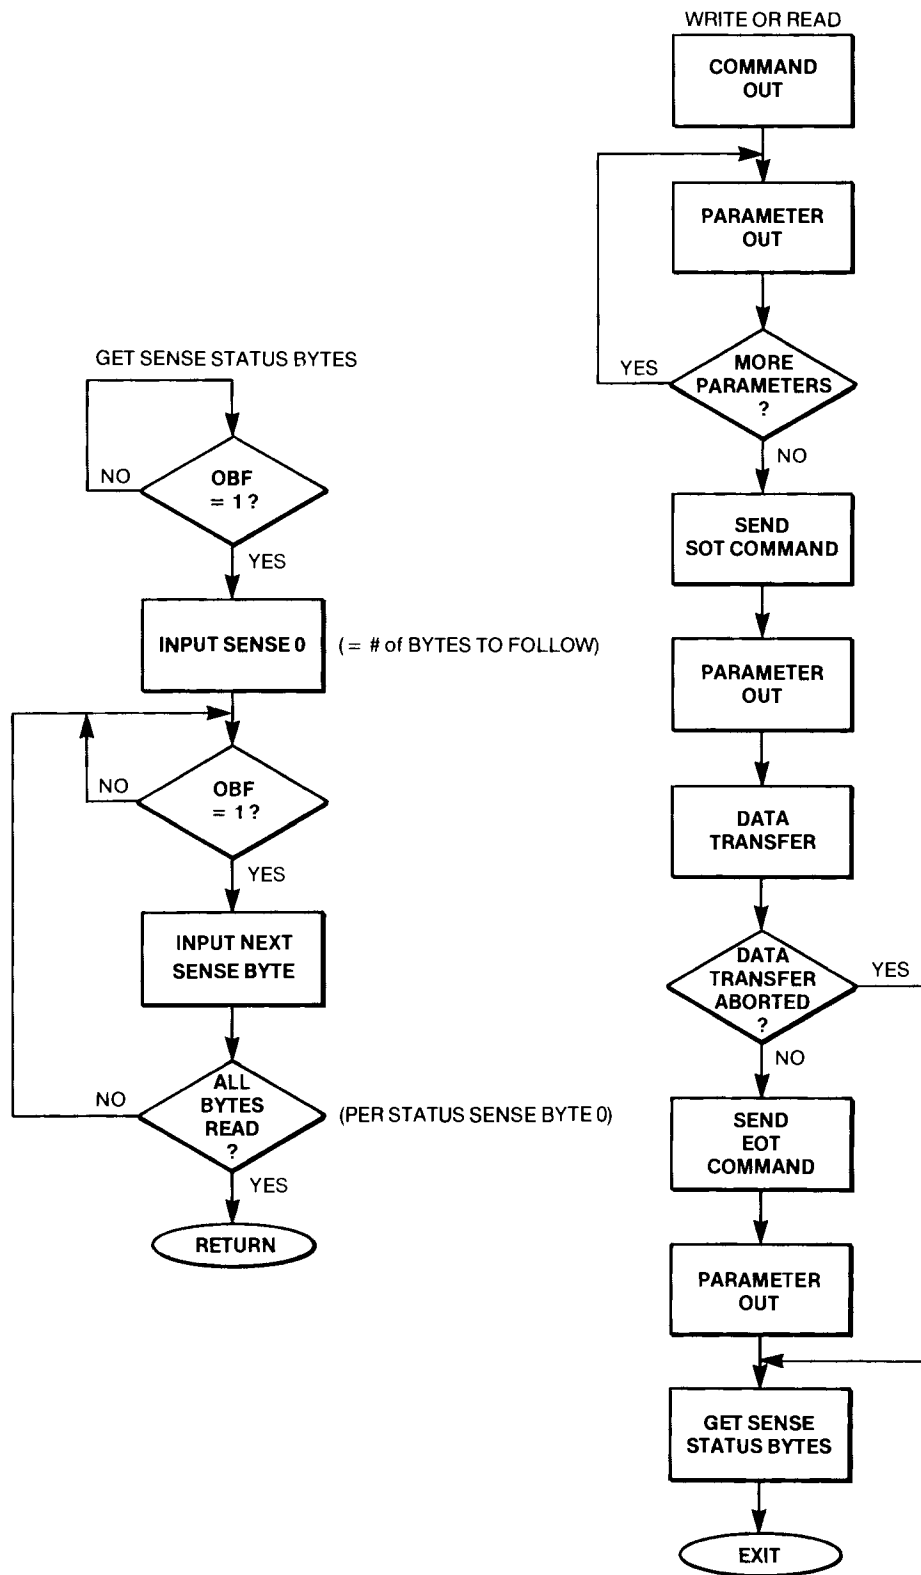 GET SENSE STATUS BYTES
NO
OBF
= 1?
YES
INPUT SENSE 0
(= # of BYTES TO FOLLOW)
NO
OBF
= 1?
YES
INPUT NEXT
SENSE BYTE
NO
ALL
BYTES
READ
?
(PER STATUS SENSE BYTE 0)
YES
RETURN
WRITE OR READ
COMMAND
OUT
PARAMETER
OUT
YES
MORE
PARAMETERS
?
NO
SEND
SOT COMMAND
PARAMETER
OUT
DATA
TRANSFER
DATA
TRANSFER
ABORTED
?
YES
NO
SEND
EOT
COMMAND
PARAMETER
OUT
GET SENSE
STATUS BYTES
EXIT